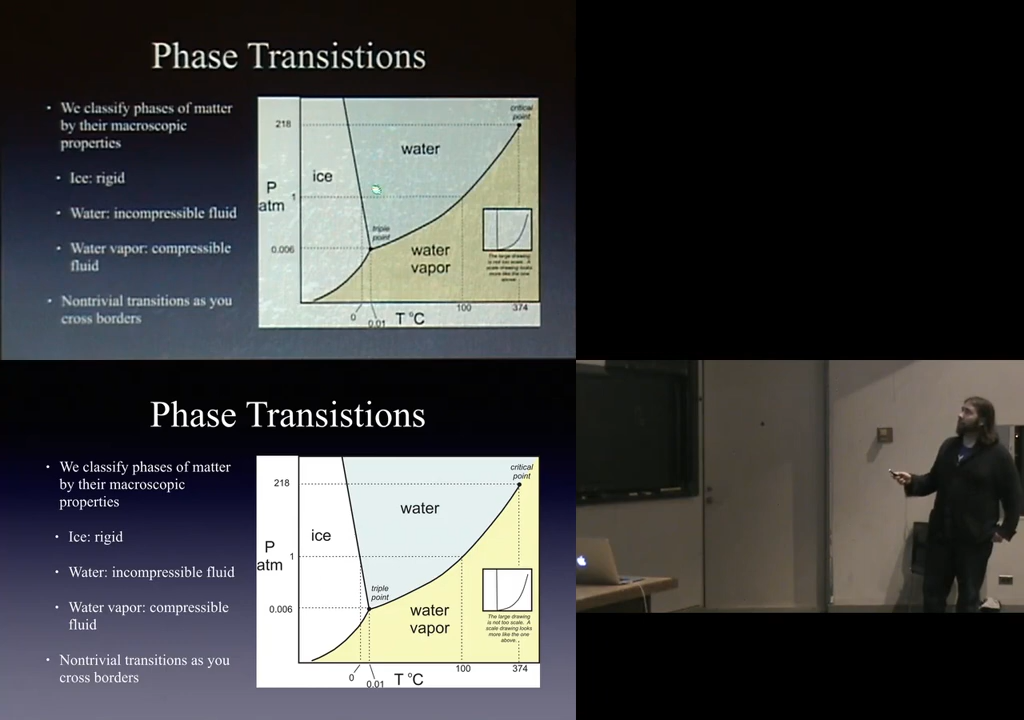 Phase Transistions
• We classify phases of matter
by their macroscopic
properties
• Ice: rigid
• Water: incompressible fluid
• Water vapor: compressible
fluid
• Nontrivial transitions as you
cross borders
critical
point
218
water
ice
P
atm
1
triple
point
0.006
water
vapor
The large drawing
is not too scale. A
scale drawing looks
more like the one
above.
0
0.01
T °C
100
374
Phase Transistions
• We classify phases of matter
by their macroscopic
properties
• Ice: rigid
• Water: incompressible fluid
• Water vapor: compressible
fluid
• Nontrivial transitions as you
cross borders
critical
point
218
water
ice
P
atm
1
triple
point
0.006
water
vapor
The large drawing
is not too scale. A
scale drawing looks
more like the one
above.
0
0.01
T °C
100
374